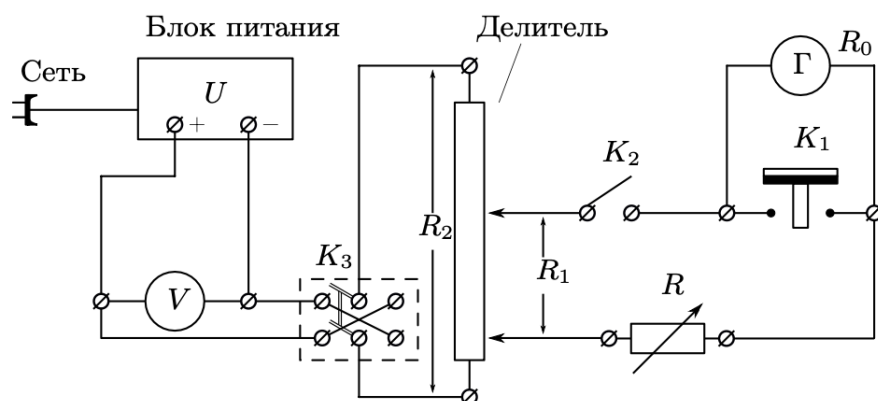 Блок питания
Делитель
Сеть
U
+ −
Г
R₀
K₁
K₂
R₂
K₃
R₁
V
R